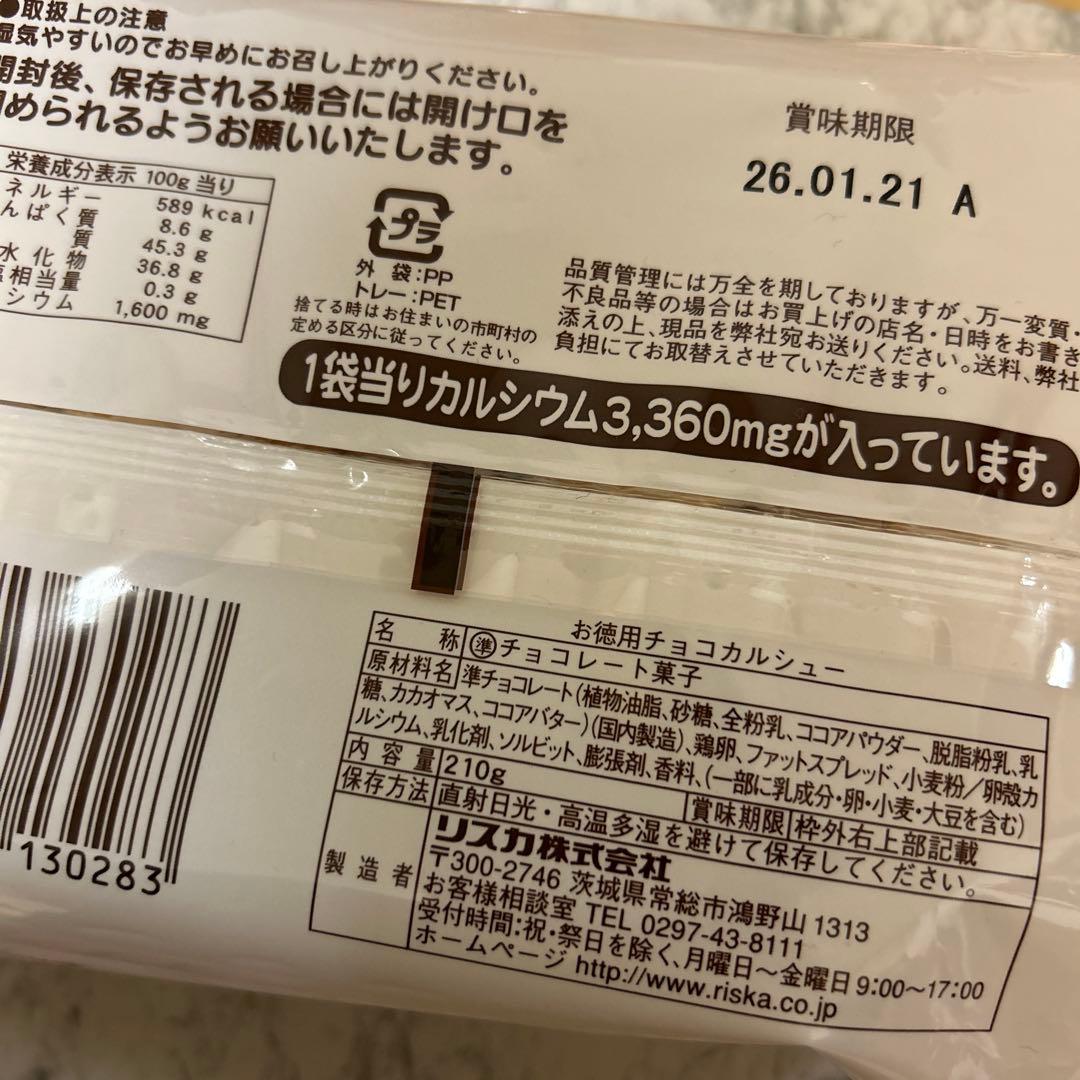 ●取扱上の注意
湿気やすいのでお早めにお召し上がりください。
開封後、保存される場合には開け口を
められるようお願いいたします。
栄養成分表示 100g当り
ネルギー 589 kcal
んぱく質 8.6 g
質 45.3 g
水化物 36.8 g
相当量 0.3 g
シウム 1,600 mg
プラ
外 袋:PP
トレー:PET
捨てる時はお住まいの市町村の
定める区分に従ってください。
賞味期限
26.01.21 A
品質管理には万全を期しておりますが、万一変質・
不良品等の場合はお買上げの店名・日時をお書き
添えの上、現品を弊社宛お送りください。送料、弊社
負担にてお取替えさせていただきます。
1袋当りカルシウム3,360mgが入っています。
130283
お徳用チョコカルシュー
名 称 準チョコレート菓子
原材料名 準チョコレート(植物油脂、砂糖、全粉乳、ココアパウダー、脱脂粉乳、乳
糖、カカオマス、ココアバター)(国内製造)、鶏卵、ファットスプレッド、小麦粉/卵殻カ
ルシウム、乳化剤、ソルビット、膨張剤、香料、(一部に乳成分・卵・小麦・大豆を含む)
内容量 210g 賞味期限 枠外右上部記載
保存方法 直射日光・高温多湿を避けて保存してください。
製造者 リスカ株式会社
〒300-2746 茨城県常総市鴻野山1313
お客様相談室 TEL 0297-43-8111
受付時間:祝・祭日を除く、月曜日~金曜日9:00~17:00
ホームページ http://www.riska.co.jp